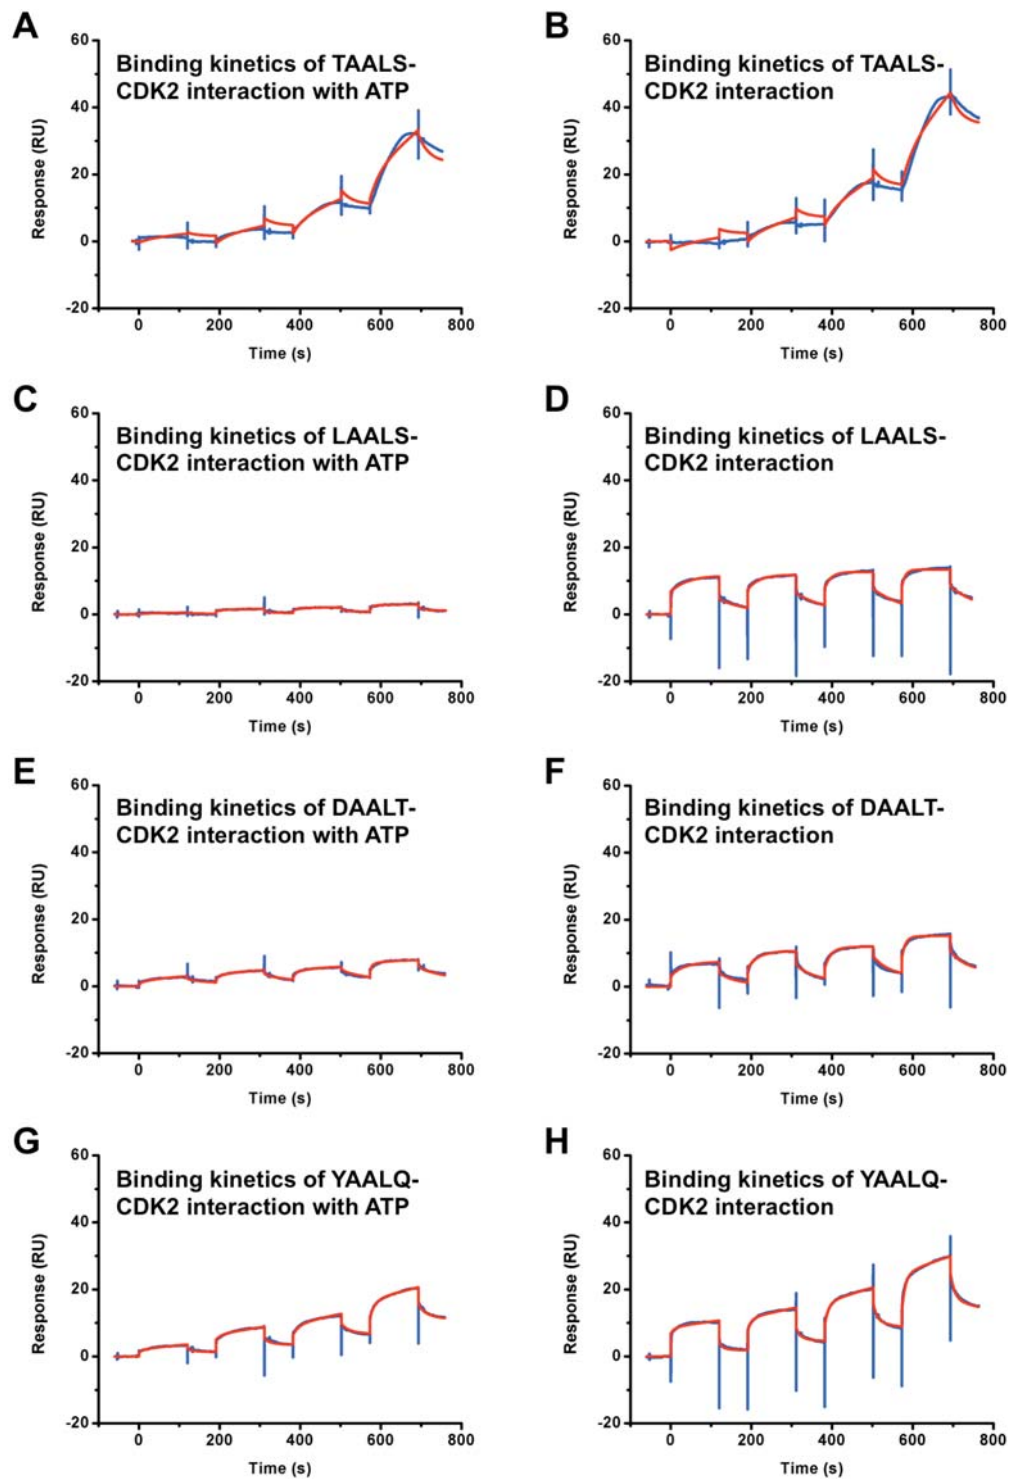 A
B
60
Binding kinetics of TAALS-
CDK2 interaction with ATP
40
20
0
-20
Response (RU)
0 200 400 600 800
Time (s)
60
Binding kinetics of TAALS-
CDK2 interaction
40
20
0
-20
Response (RU)
0 200 400 600 800
Time (s)
C
D
60
Binding kinetics of LAALS-
CDK2 interaction with ATP
40
20
0
-20
Response (RU)
0 200 400 600 800
Time (s)
60
Binding kinetics of LAALS-
CDK2 interaction
40
20
0
-20
Response (RU)
0 200 400 600 800
Time (s)
E
F
60
Binding kinetics of DAALT-
CDK2 interaction with ATP
40
20
0
-20
Response (RU)
0 200 400 600 800
Time (s)
60
Binding kinetics of DAALT-
CDK2 interaction
40
20
0
-20
Response (RU)
0 200 400 600 800
Time (s)
G
H
60
Binding kinetics of YAALQ-
CDK2 interaction with ATP
40
20
0
-20
Response (RU)
0 200 400 600 800
Time (s)
60
Binding kinetics of YAALQ-
CDK2 interaction
40
20
0
-20
Response (RU)
0 200 400 600 800
Time (s)